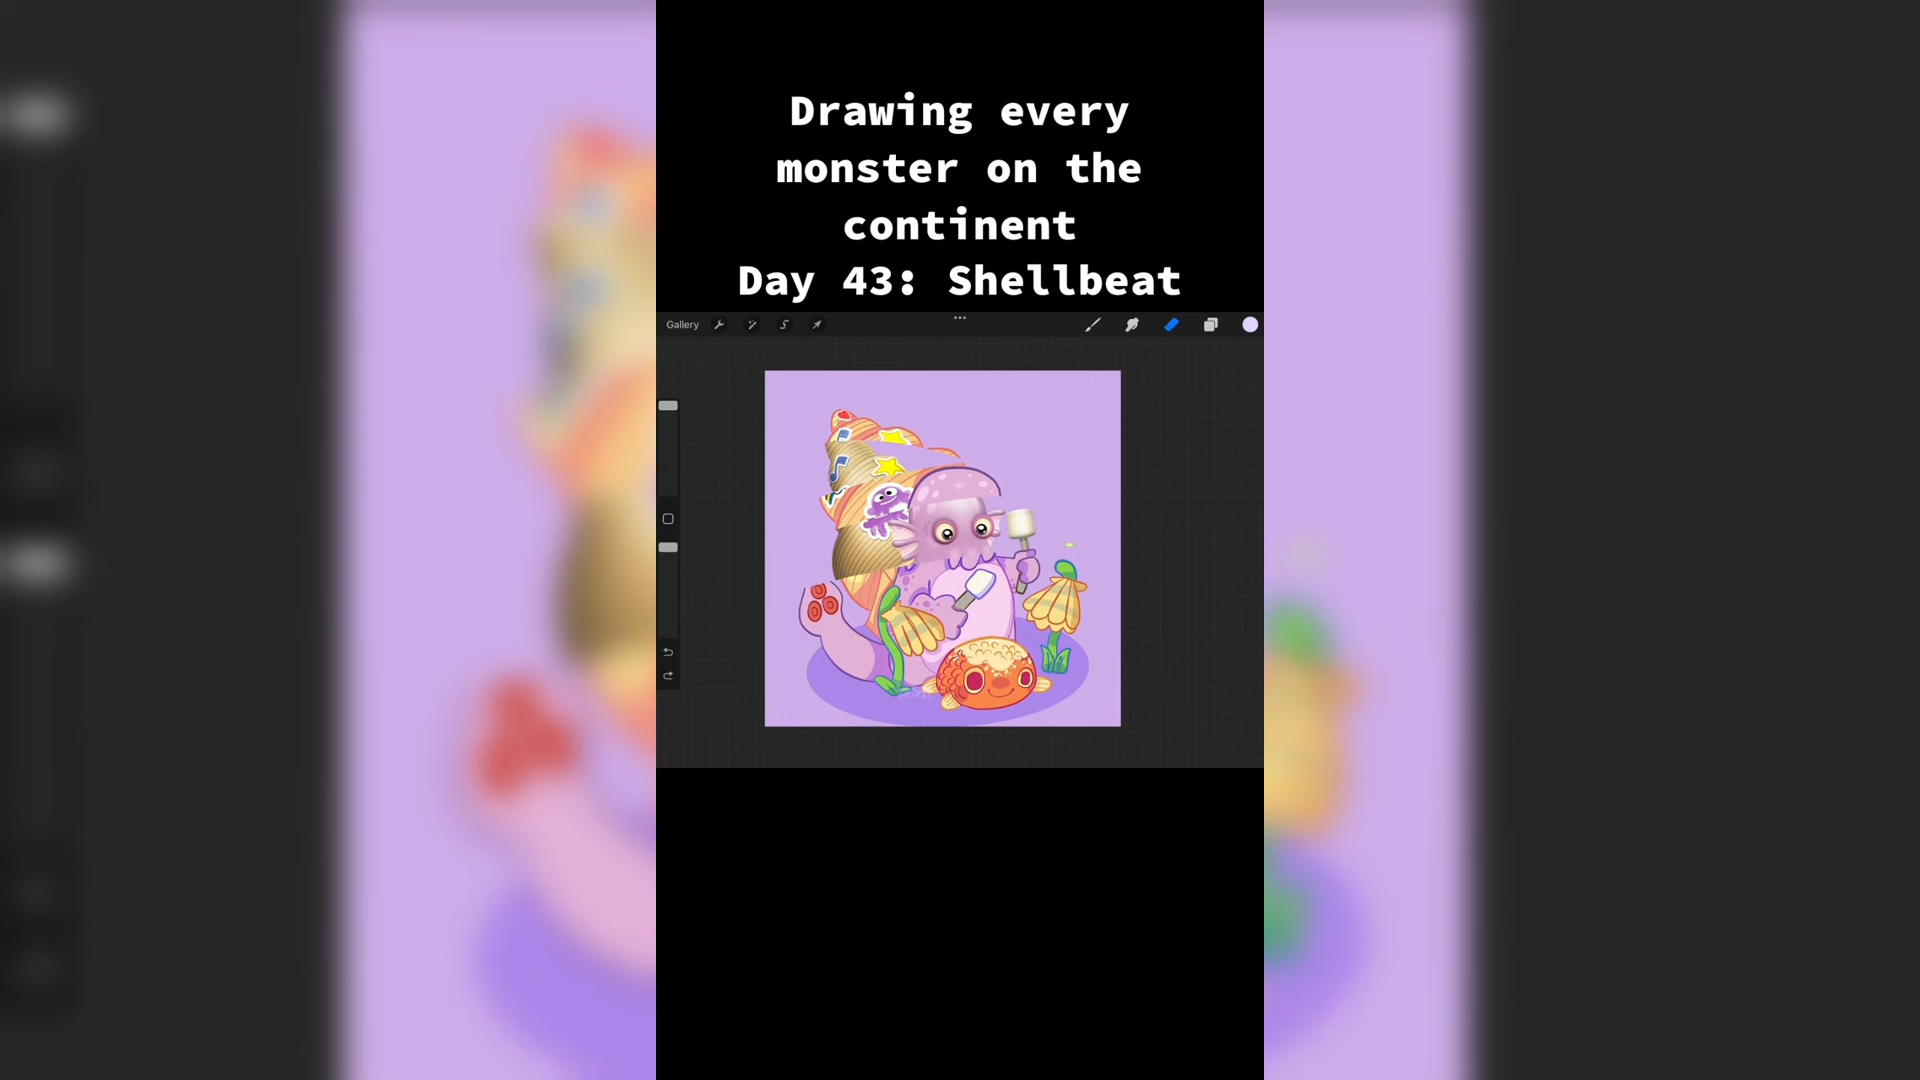 Drawing every
monster on the
continent
Day 43: Shellbeat
Gallery